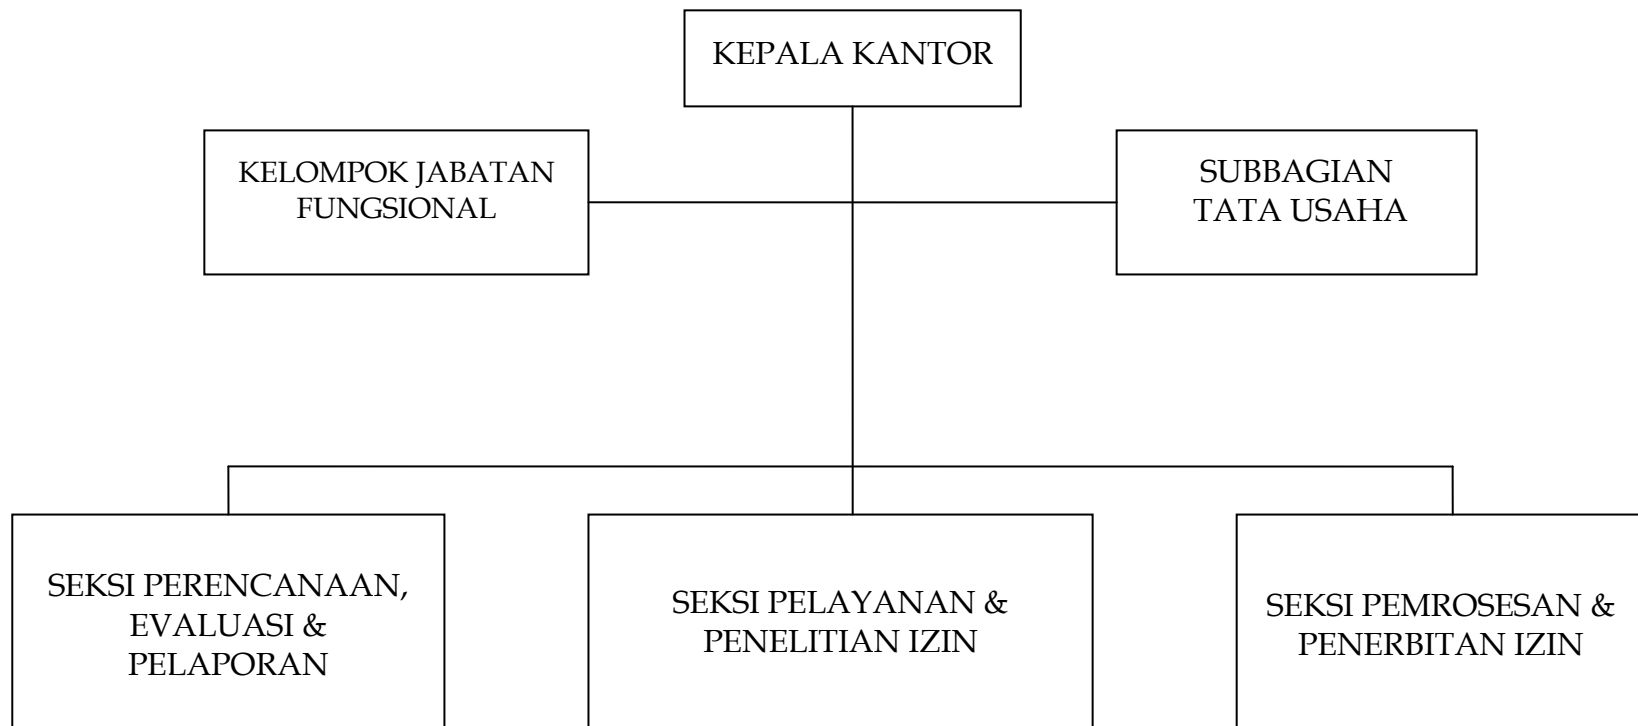 KEPALA KANTOR
KELOMPOK JABATAN
FUNGSIONAL
SUBBAGIAN
TATA USAHA
SEKSI PERENCANAAN,
EVALUASI &
PELAPORAN
SEKSI PELAYANAN &
PENELITIAN IZIN
SEKSI PEMROSESAN &
PENERBITAN IZIN